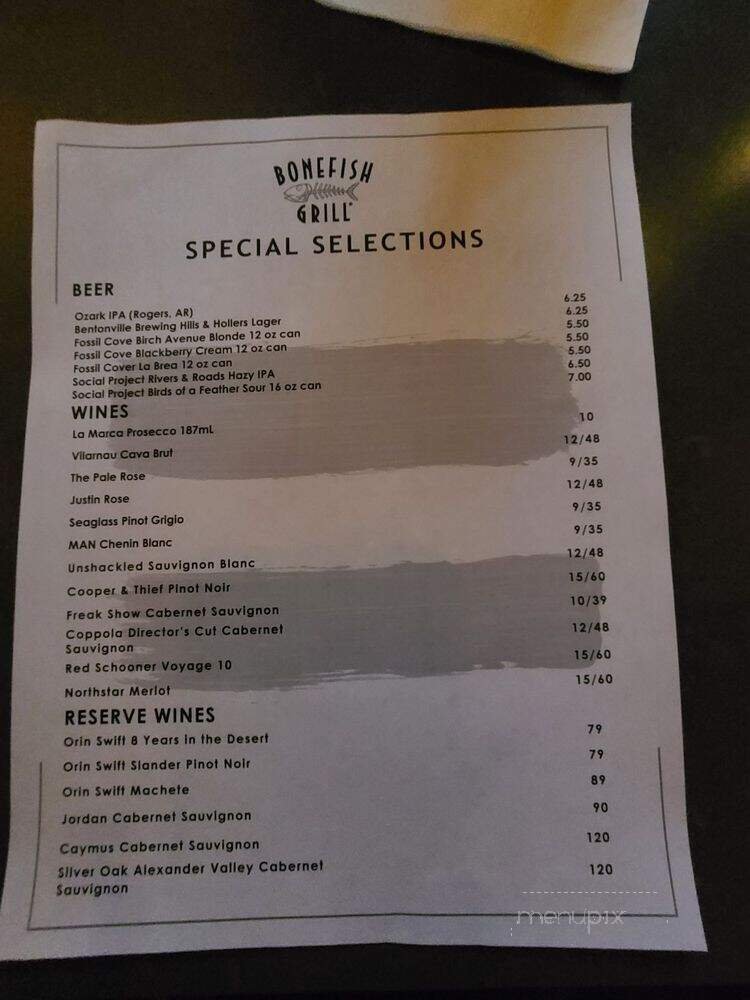 BONEFISH
GRILL
SPECIAL SELECTIONS
BEER
Ozark IPA (Rogers, AR) 6.25
Bentonville Brewing Hills & Hollers Lager 6.25
Fossil Cove Birch Avenue Blonde 12 oz can 5.50
Fossil Cove Blackberry Cream 12 oz can 5.50
Fossil Cover La Brea 12 oz can 5.50
Social Project Rivers & Roads Hazy IPA 6.50
Social Project Birds of a Feather Sour 16 oz can 7.00
WINES
La Marca Prosecco 187mL 10
Vilarnau Cava Brut 12/48
The Pale Rose 9/35
Justin Rose 12/48
Seaglass Pinot Grigio 9/35
MAN Chenin Blanc 9/35
Unshackled Sauvignon Blanc 12/48
Cooper & Thief Pinot Noir 15/60
Freak Show Cabernet Sauvignon 10/39
Coppola Director's Cut Cabernet 12/48
Sauvignon
Red Schooner Voyage 10 15/60
Northstar Merlot 15/60
RESERVE WINES
Orin Swift 8 Years in the Desert 79
Orin Swift Slander Pinot Noir 79
Orin Swift Machete 89
Jordan Cabernet Sauvignon 90
Caymus Cabernet Sauvignon 120
Silver Oak Alexander Valley Cabernet 120
Sauvignon
menupix